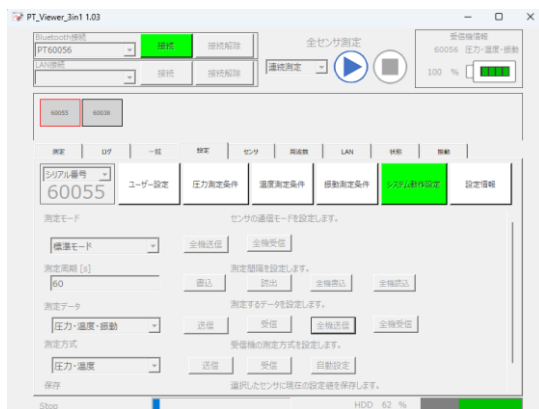 PT_Viewer_3in1 1.03
Bluetooth接続
PT60056 接続 接続解除
LAN接続
接続 接続解除
全センサ測定
連続測定
受信機情報
60056 圧力・温度・振動
100 %
60055 60039
測定 ログ 一覧 設定 センサ 周波数 LAN 状態 振動
シリアル番号
60055
ユーザー設定 圧力測定条件 温度測定条件 振動測定条件 システム動作設定 設定情報
測定モード センサの通信モードを設定します。
標準モード 全機送信 全機受信
測定周期 [s] 測定間隔を設定します。
60 書込 読出 全機書込 全機読込
測定データ 測定するデータを設定します。
圧力・温度・振動 送信 受信 全機送信 全機受信
測定方式 受信機の測定方式を設定します。
圧力・温度 送信 受信 自動設定
保存 選択したセンサに現在の設定値を保存します。
Stop HDD 62 %